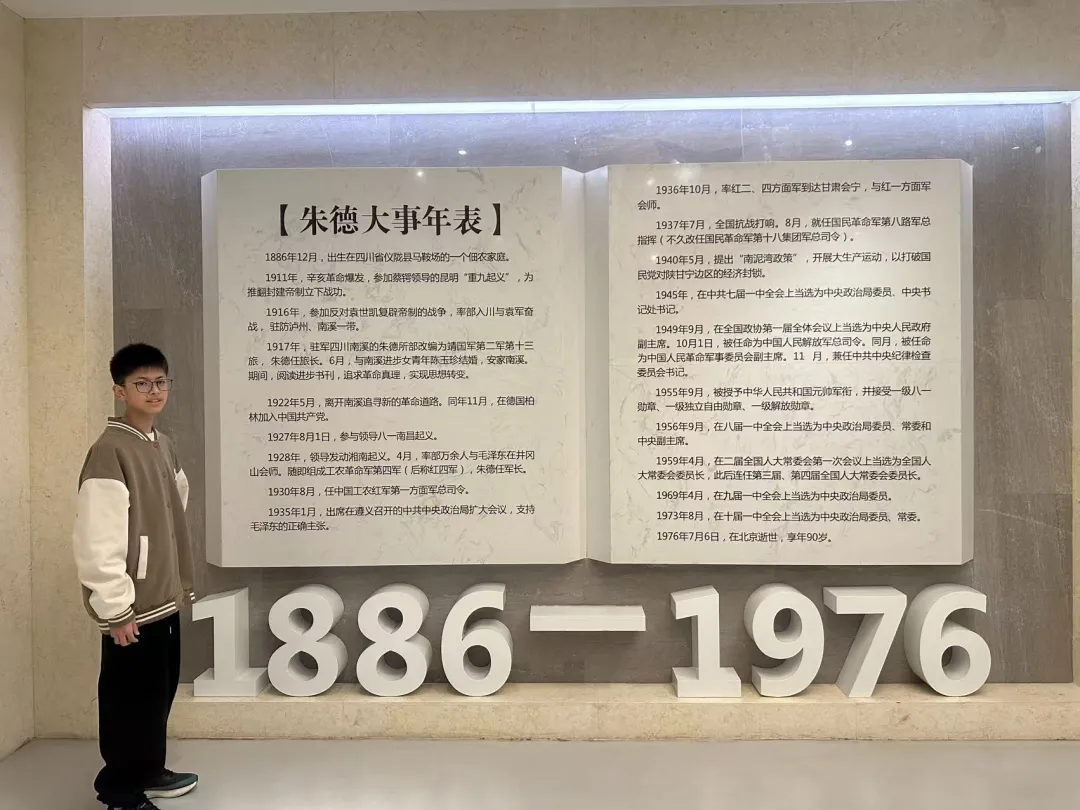 【朱德大事年表】
1886年12月，出生在四川省仪陇县马鞍场的一个佃农家庭。
1911年，辛亥革命爆发，参加蔡锷领导的昆明“重九起义”，为
推翻封建帝制立下战功。
1916年，参加反对袁世凯复辟帝制的战争，率部入川与袁军奋
战，驻防泸州、南溪一带。
1917年，驻军四川南溪的朱德所部改编为靖国军第二军第十三
旅，朱德任旅长。6月，与南溪进步女青年陈玉珍结婚，安家南溪。
期间，阅读进步书刊，追求革命真理，实现思想转变。
1922年5月，离开南溪追寻新的革命道路。同年11月，在德国柏
林加入中国共产党。
1927年8月1日，参与领导八一南昌起义。
1928年，领导发动湘南起义。4月，率部万余人与毛泽东在井冈
山会师。随即组成工农革命军第四军（后称红四军），朱德任军长。
1930年8月，任中国工农红军第一方面军总司令。
1935年1月，出席在遵义召开的中共中央政治局扩大会议，支持
毛泽东的正确主张。
1936年10月，率红二、四方面军到达甘肃会宁，与红一方面军
会师。
1937年7月，全国抗战打响。8月，就任国民革命军第八路军总
指挥（不久改任国民革命军第十八集团军总司令）。
1940年5月，提出“南泥湾政策”，开展大生产运动，以打破国
民党对陕甘宁边区的经济封锁。
1945年，在中共七届一中全会上当选为中央政治局委员、中央书
记处书记。
1949年9月，在全国政协第一届全体会议上当选为中央人民政府
副主席。10月1日，被任命为中国人民解放军总司令。同月，被任命
为中国人民革命军事委员会副主席。11 月，兼任中共中央纪律检查
委员会书记。
1955年9月，被授予中华人民共和国元帅军衔，并接受一级八一
勋章、一级独立自由勋章、一级解放勋章。
1956年9月，在八届一中全会上当选为中央政治局委员、常委和
中央副主席。
1959年4月，在二届全国人大常委会第一次会议上当选为全国人
大常委会委员长，此后连任第三届、第四届全国人大常委会委员长。
1969年4月，在九届一中全会上当选为中央政治局委员。
1973年8月，在十届一中全会上当选为中央政治局委员、常委。
1976年7月6日，在北京逝世，享年90岁。
1886一1976